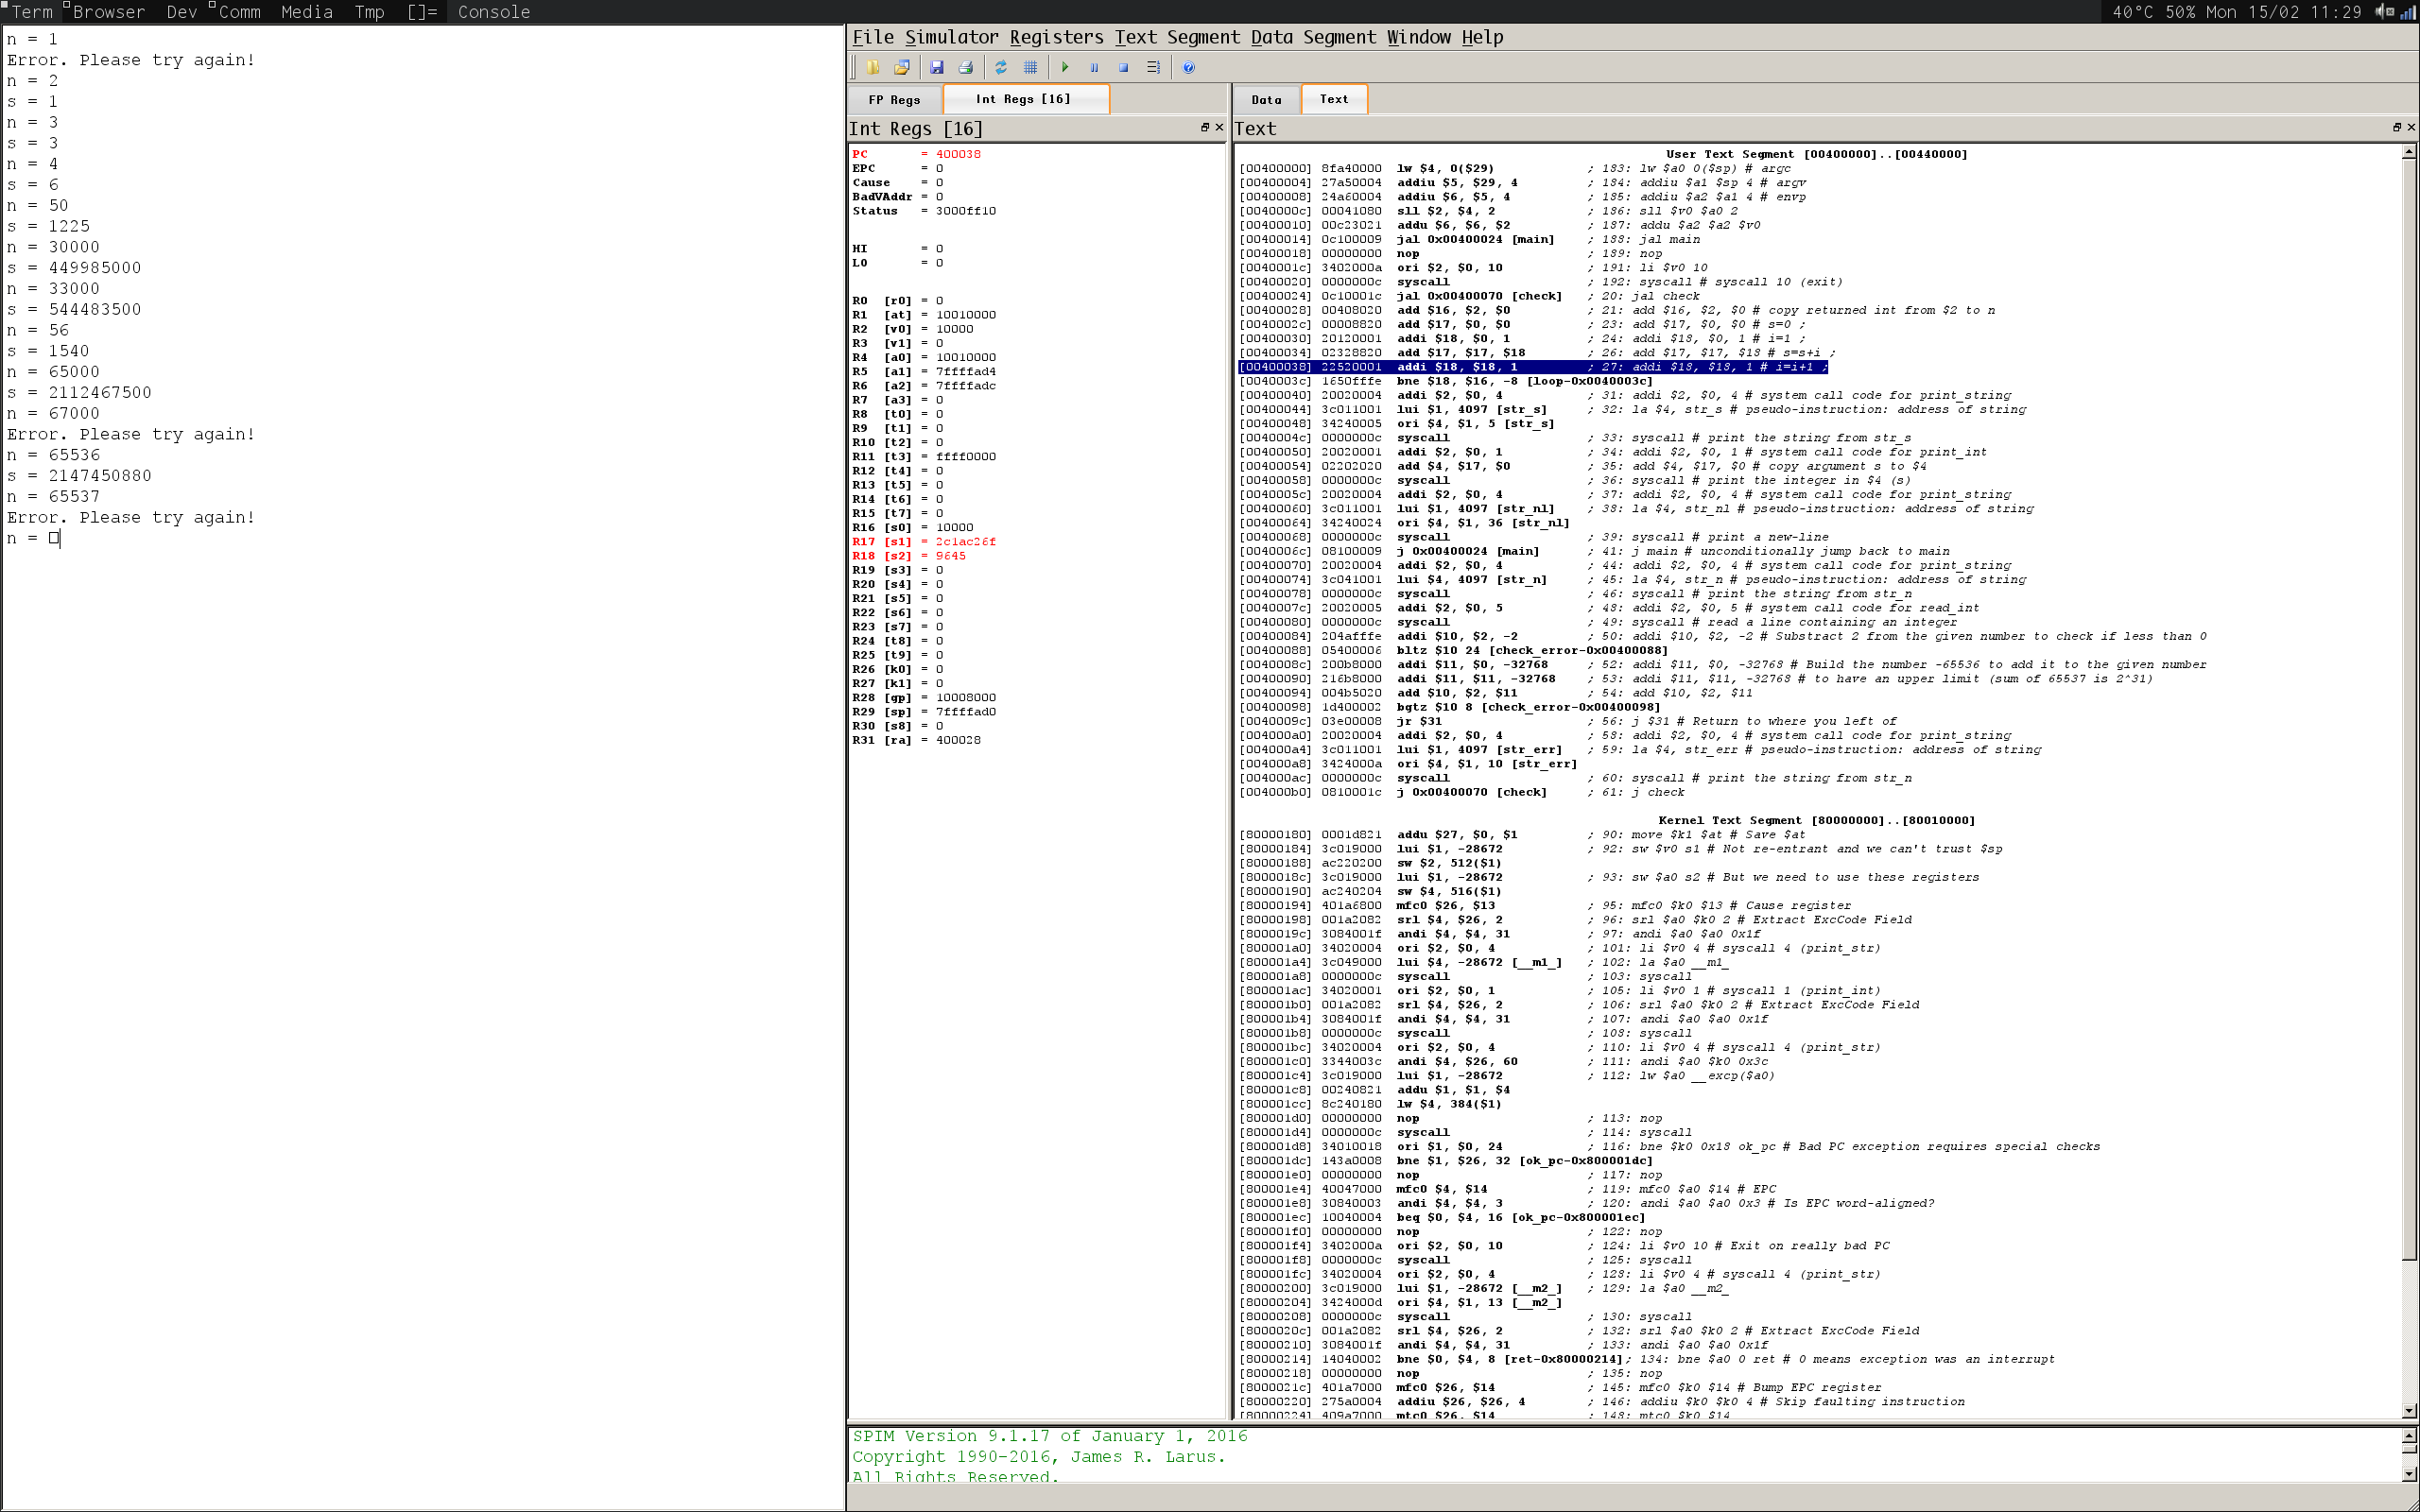 Term Browser Dev Comm Media Tmp []= Console 40°C 50% Mon 15/02 11:29
n = 1
Error. Please try again!
n = 2
s = 1
n = 3
s = 3
n = 4
s = 6
n = 50
s = 1225
n = 30000
s = 449985000
n = 33000
s = 544483500
n = 56
s = 1540
n = 65000
s = 2112467500
n = 67000
Error. Please try again!
n = 65536
s = 2147450880
n = 65537
Error. Please try again!
n =
File Simulator Registers Text Segment Data Segment Window Help
FP Regs Int Regs [16]
Int Regs [16]
PC = 400038
EPC = 0
Cause = 0
BadVAddr = 0
Status = 3000ff10
HI = 0
LO = 0
R0 [r0] = 0
R1 [at] = 10010000
R2 [v0] = 10000
R3 [v1] = 0
R4 [a0] = 10010000
R5 [a1] = 7ffffad4
R6 [a2] = 7ffffadc
R7 [a3] = 0
R8 [t0] = 0
R9 [t1] = 0
R10 [t2] = 0
R11 [t3] = ffff0000
R12 [t4] = 0
R13 [t5] = 0
R14 [t6] = 0
R15 [t7] = 0
R16 [s0] = 10000
R17 [s1] = 2c1ac26f
R18 [s2] = 9645
R19 [s3] = 0
R20 [s4] = 0
R21 [s5] = 0
R22 [s6] = 0
R23 [s7] = 0
R24 [t8] = 0
R25 [t9] = 0
R26 [k0] = 0
R27 [k1] = 0
R28 [gp] = 10008000
R29 [sp] = 7ffffad0
R30 [s8] = 0
R31 [ra] = 400028
Data Text
Text
User Text Segment [00400000]..[00440000]
[00400000] 8fa40000 lw $4, 0($29) ; 183: lw $a0 0($sp) # argc
[00400004] 27a50004 addiu $5, $29, 4 ; 184: addiu $a1 $sp 4 # argv
[00400008] 24a60004 addiu $6, $5, 4 ; 185: addiu $a2 $a1 4 # envp
[0040000c] 00041080 sll $2, $4, 2 ; 186: sll $v0 $a0 2
[00400010] 00c23021 addu $6, $6, $2 ; 187: addu $a2 $a2 $v0
[00400014] 0c100009 jal 0x00400024 [main] ; 188: jal main
[00400018] 00000000 nop ; 189: nop
[0040001c] 3402000a ori $2, $0, 10 ; 191: li $v0 10
[00400020] 0000000c syscall ; 192: syscall # syscall 10 (exit)
[00400024] 0c10001c jal 0x00400070 [check] ; 20: jal check
[00400028] 00408020 add $16, $2, $0 ; 21: add $16, $2, $0 # copy returned int from $2 to n
[0040002c] 00008820 add $17, $0, $0 ; 23: add $17, $0, $0 # s=0 ;
[00400030] 20120001 addi $18, $0, 1 ; 24: addi $18, $0, 1 # i=1 ;
[00400034] 02328820 add $17, $17, $18 ; 26: add $17, $17, $18 # s=s+i ;
[00400038] 22520001 addi $18, $18, 1 ; 27: addi $18, $18, 1 # i=i+1 ;
[0040003c] 1650fffe bne $18, $16, -8 [loop-0x0040003c]
[00400040] 20020004 addi $2, $0, 4 ; 31: addi $2, $0, 4 # system call code for print_string
[00400044] 3c011001 lui $1, 4097 [str_s] ; 32: la $4, str_s # pseudo-instruction: address of string
[00400048] 34240005 ori $4, $1, 5 [str_s]
[0040004c] 0000000c syscall ; 33: syscall # print the string from str_s
[00400050] 20020001 addi $2, $0, 1 ; 34: addi $2, $0, 1 # system call code for print_int
[00400054] 02202020 add $4, $17, $0 ; 35: add $4, $17, $0 # copy argument s to $4
[00400058] 0000000c syscall ; 36: syscall # print the integer in $4 (s)
[0040005c] 20020004 addi $2, $0, 4 ; 37: addi $2, $0, 4 # system call code for print_string
[00400060] 3c011001 lui $1, 4097 [str_nl] ; 38: la $4, str_nl # pseudo-instruction: address of string
[00400064] 34240024 ori $4, $1, 36 [str_nl]
[00400068] 0000000c syscall ; 39: syscall # print a new-line
[0040006c] 08100009 j 0x00400024 [main] ; 41: j main # unconditionally jump back to main
[00400070] 20020004 addi $2, $0, 4 ; 44: addi $2, $0, 4 # system call code for print_string
[00400074] 3c041001 lui $4, 4097 [str_n] ; 45: la $4, str_n # pseudo-instruction: address of string
[00400078] 0000000c syscall ; 46: syscall # print the string from str_n
[0040007c] 20020005 addi $2, $0, 5 ; 48: addi $2, $0, 5 # system call code for read_int
[00400080] 0000000c syscall ; 49: syscall # read a line containing an integer
[00400084] 204afffe addi $10, $2, -2 ; 50: addi $10, $2, -2 # Substract 2 from the given number to check if less than 0
[00400088] 05400006 bltz $10 24 [check_error-0x00400088]
[0040008c] 200b8000 addi $11, $0, -32768 ; 52: addi $11, $0, -32768 # Build the number -65536 to add it to the given number
[00400090] 216b8000 addi $11, $11, -32768 ; 53: addi $11, $11, -32768 # to have an upper limit (sum of 65537 is 2^31)
[00400094] 004b5020 add $10, $2, $11 ; 54: add $10, $2, $11
[00400098] 1d400002 bgtz $10 8 [check_error-0x00400098]
[0040009c] 03e00008 jr $31 ; 56: j $31 # Return to where you left of
[004000a0] 20020004 addi $2, $0, 4 ; 58: addi $2, $0, 4 # system call code for print_string
[004000a4] 3c011001 lui $1, 4097 [str_err] ; 59: la $4, str_err # pseudo-instruction: address of string
[004000a8] 3424000a ori $4, $1, 10 [str_err]
[004000ac] 0000000c syscall ; 60: syscall # print the string from str_n
[004000b0] 0810001c j 0x00400070 [check] ; 61: j check
Kernel Text Segment [80000000]..[80010000]
[80000180] 0001d821 addu $27, $0, $1 ; 90: move $k1 $at # Save $at
[80000184] 3c019000 lui $1, -28672 ; 92: sw $v0 s1 # Not re-entrant and we can't trust $sp
[80000188] ac220200 sw $2, 512($1)
[8000018c] 3c019000 lui $1, -28672 ; 93: sw $a0 s2 # But we need to use these registers
[80000190] ac240204 sw $4, 516($1)
[80000194] 401a6800 mfc0 $26, $13 ; 95: mfc0 $k0 $13 # Cause register
[80000198] 001a2082 srl $4, $26, 2 ; 96: srl $a0 $k0 2 # Extract ExcCode Field
[8000019c] 3084001f andi $4, $4, 31 ; 97: andi $a0 $a0 0x1f
[800001a0] 34020004 ori $2, $0, 4 ; 101: li $v0 4 # syscall 4 (print_str)
[800001a4] 3c049000 lui $4, -28672 [__m1_] ; 102: la $a0 __m1_
[800001a8] 0000000c syscall ; 103: syscall
[800001ac] 34020001 ori $2, $0, 1 ; 105: li $v0 1 # syscall 1 (print_int)
[800001b0] 001a2082 srl $4, $26, 2 ; 106: srl $a0 $k0 2 # Extract ExcCode Field
[800001b4] 3084001f andi $4, $4, 31 ; 107: andi $a0 $a0 0x1f
[800001b8] 0000000c syscall ; 108: syscall
[800001bc] 34020004 ori $2, $0, 4 ; 110: li $v0 4 # syscall 4 (print_str)
[800001c0] 3344003c andi $4, $26, 60 ; 111: andi $a0 $k0 0x3c
[800001c4] 3c019000 lui $1, -28672 ; 112: lw $a0 __excp($a0)
[800001c8] 00240821 addu $1, $1, $4
[800001cc] 8c240180 lw $4, 384($1)
[800001d0] 00000000 nop ; 113: nop
[800001d4] 0000000c syscall ; 114: syscall
[800001d8] 34010018 ori $1, $0, 24 ; 116: bne $k0 0x18 ok_pc # Bad PC exception requires special checks
[800001dc] 143a0008 bne $1, $26, 32 [ok_pc-0x800001dc]
[800001e0] 00000000 nop ; 117: nop
[800001e4] 40047000 mfc0 $4, $14 ; 119: mfc0 $a0 $14 # EPC
[800001e8] 30840003 andi $4, $4, 3 ; 120: andi $a0 $a0 0x3 # Is EPC word-aligned?
[800001ec] 10040004 beq $0, $4, 16 [ok_pc-0x800001ec]
[800001f0] 00000000 nop ; 122: nop
[800001f4] 3402000a ori $2, $0, 10 ; 124: li $v0 10 # Exit on really bad PC
[800001f8] 0000000c syscall ; 125: syscall
[800001fc] 34020004 ori $2, $0, 4 ; 128: li $v0 4 # syscall 4 (print_str)
[80000200] 3c019000 lui $1, -28672 [__m2_] ; 129: la $a0 __m2_
[80000204] 3424000d ori $4, $1, 13 [__m2_]
[80000208] 0000000c syscall ; 130: syscall
[8000020c] 001a2082 srl $4, $26, 2 ; 132: srl $a0 $k0 2 # Extract ExcCode Field
[80000210] 3084001f andi $4, $4, 31 ; 133: andi $a0 $a0 0x1f
[80000214] 14040002 bne $0, $4, 8 [ret-0x80000214]; 134: bne $a0 0 ret # 0 means exception was an interrupt
[80000218] 00000000 nop ; 135: nop
[8000021c] 401a7000 mfc0 $26, $14 ; 145: mfc0 $k0 $14 # Bump EPC register
[80000220] 275a0004 addiu $26, $26, 4 ; 146: addiu $k0 $k0 4 # Skip faulting instruction
[80000224] 409a7000 mtc0 $26, $14 ; 148: mtc0 $k0 $14
SPIM Version 9.1.17 of January 1, 2016
Copyright 1990-2016, James R. Larus.
All Rights Reserved.